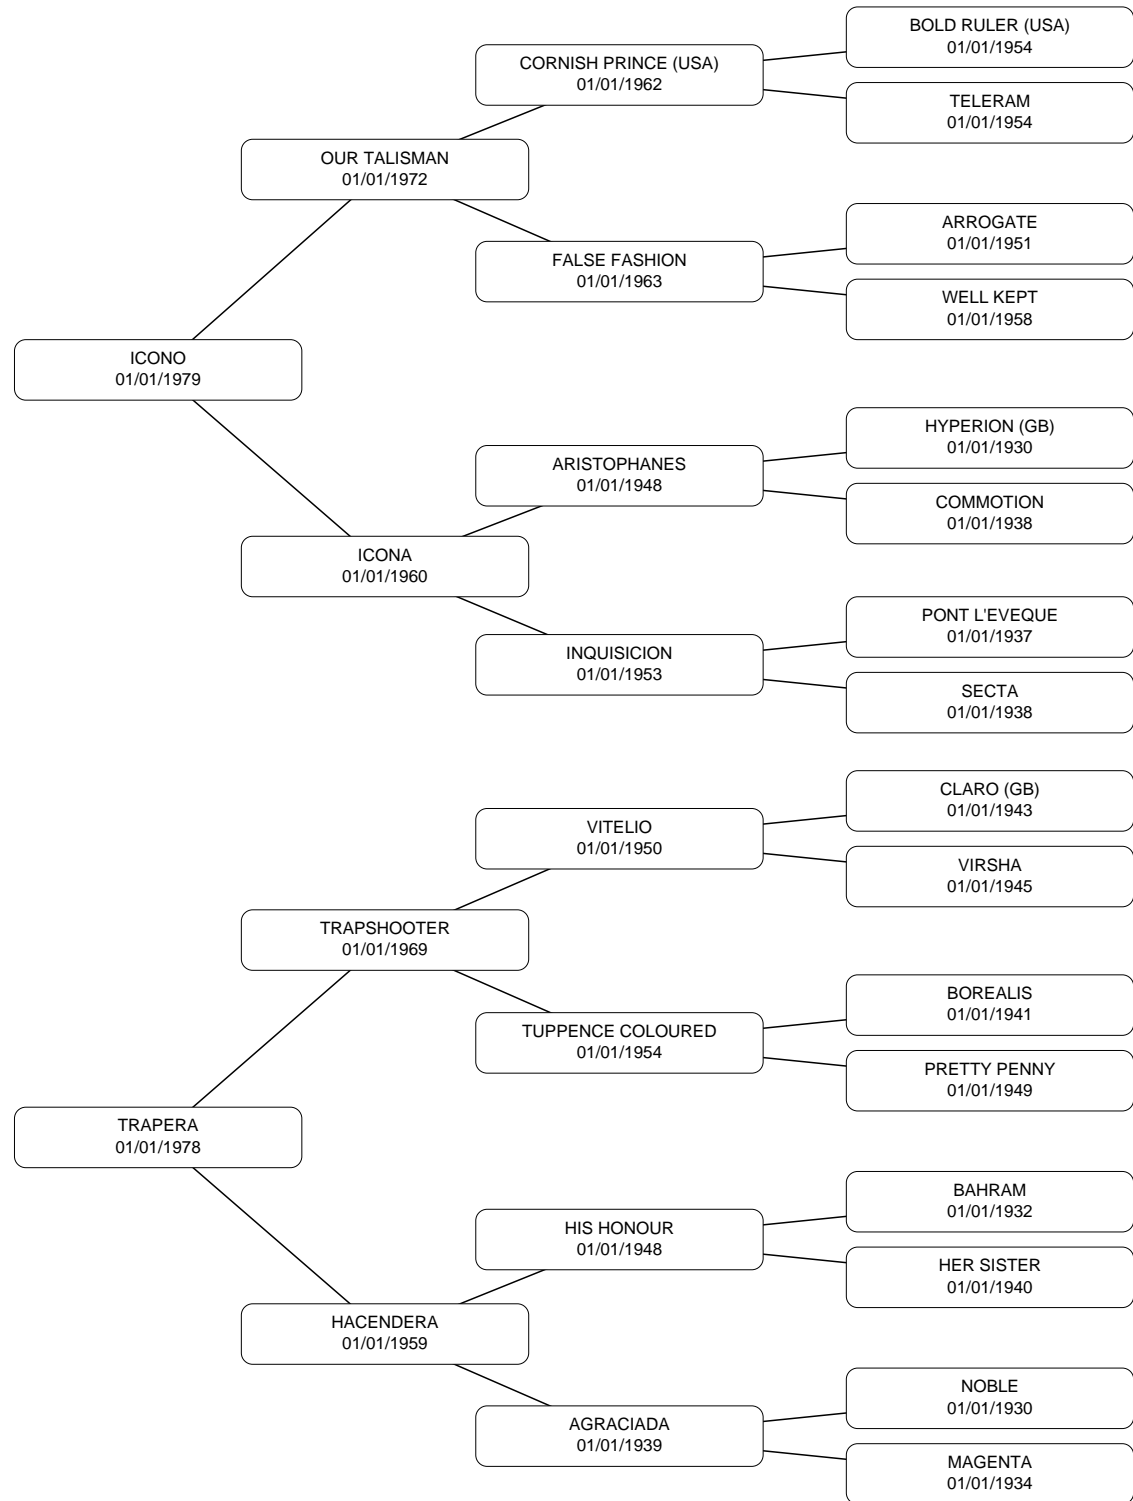 BOLD RULER (USA)
01/01/1954
CORNISH PRINCE (USA)
01/01/1962
TELERAM
01/01/1954
OUR TALISMAN
01/01/1972
ARROGATE
01/01/1951
FALSE FASHION
01/01/1963
WELL KEPT
01/01/1958
ICONO
01/01/1979
HYPERION (GB)
01/01/1930
ARISTOPHANES
01/01/1948
COMMOTION
01/01/1938
ICONA
01/01/1960
PONT L'EVEQUE
01/01/1937
INQUISICION
01/01/1953
SECTA
01/01/1938
CLARO (GB)
01/01/1943
VITELIO
01/01/1950
VIRSHA
01/01/1945
TRAPSHOOTER
01/01/1969
BOREALIS
01/01/1941
TUPPENCE COLOURED
01/01/1954
PRETTY PENNY
01/01/1949
TRAPERA
01/01/1978
BAHRAM
01/01/1932
HIS HONOUR
01/01/1948
HER SISTER
01/01/1940
HACENDERA
01/01/1959
NOBLE
01/01/1930
AGRACIADA
01/01/1939
MAGENTA
01/01/1934